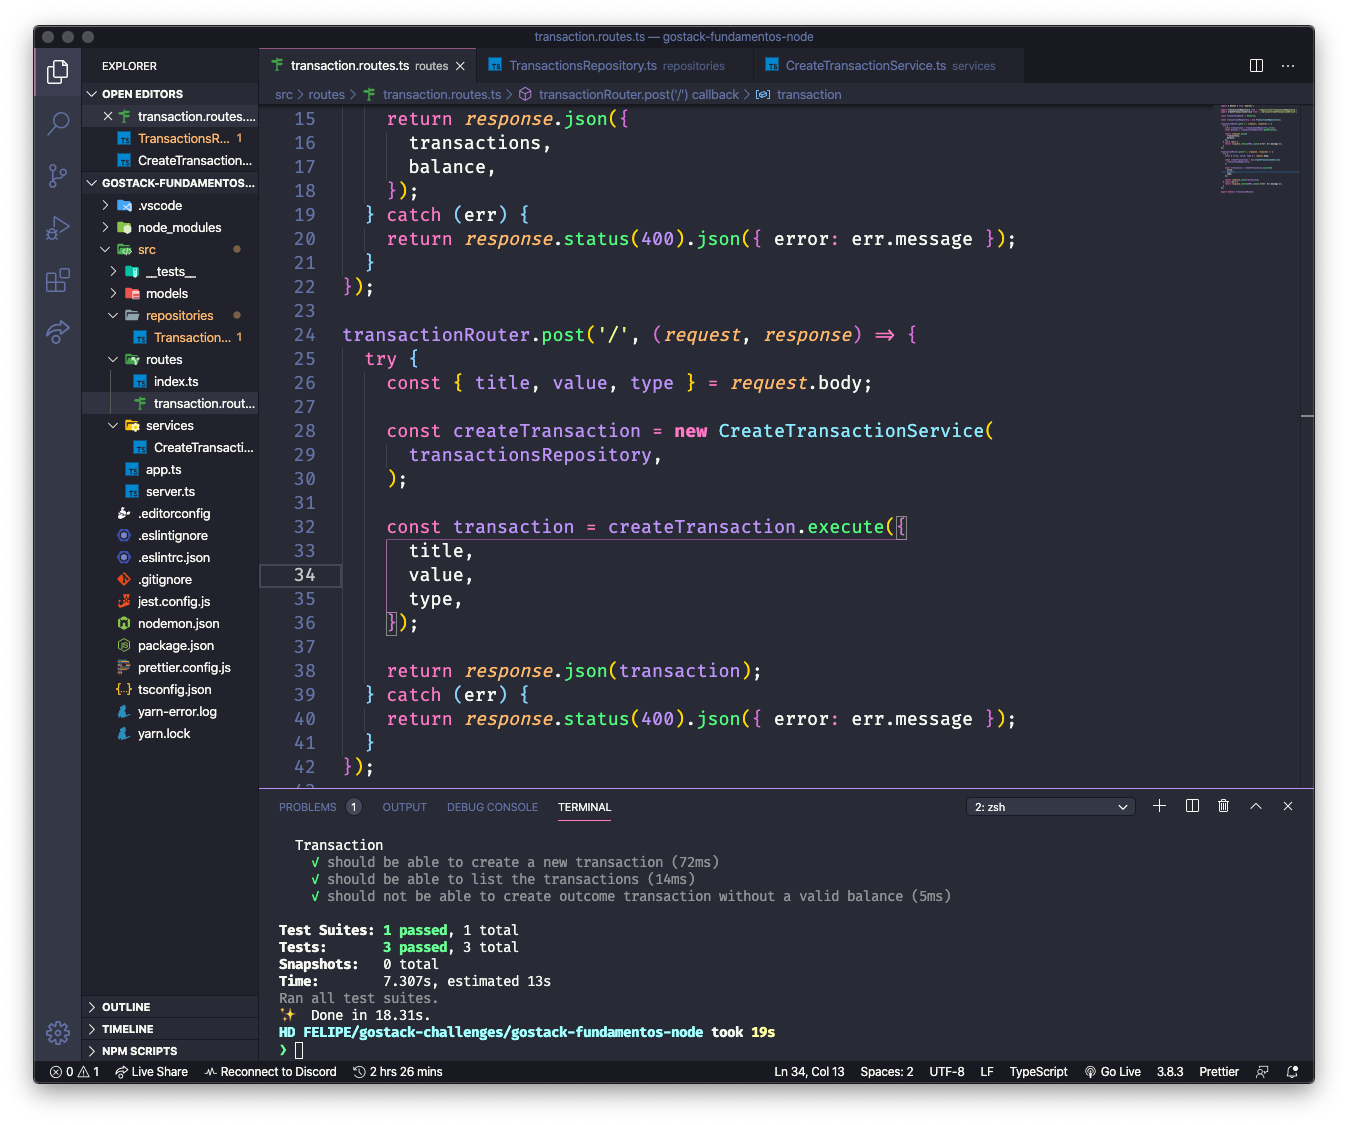 transaction.routes.ts — gostack-fundamentos-node
EXPLORER
OPEN EDITORS
transaction.routes....
TransactionsR... 1
CreateTransaction...
GOSTACK-FUNDAMENTOS...
.vscode
node_modules
src
__tests__
models
repositories
Transaction... 1
routes
index.ts
transaction.rout...
services
CreateTransacti...
app.ts
server.ts
.editorconfig
.eslintignore
.eslintrc.json
.gitignore
jest.config.js
nodemon.json
package.json
prettier.config.js
tsconfig.json
yarn-error.log
yarn.lock
OUTLINE
TIMELINE
NPM SCRIPTS
transaction.routes.ts routes
TransactionsRepository.ts repositories
CreateTransactionService.ts services
src > routes > transaction.routes.ts > transactionRouter.post('/') callback > transaction
15 return response.json({
16 transactions,
17 balance,
18 });
19 } catch (err) {
20 return response.status(400).json({ error: err.message });
21 }
22 });
23
24 transactionRouter.post('/', (request, response) => {
25 try {
26 const { title, value, type } = request.body;
27
28 const createTransaction = new CreateTransactionService(
29 transactionsRepository,
30 );
31
32 const transaction = createTransaction.execute({
33 title,
34 value,
35 type,
36 });
37
38 return response.json(transaction);
39 } catch (err) {
40 return response.status(400).json({ error: err.message });
41 }
42 });
PROBLEMS 1 OUTPUT DEBUG CONSOLE TERMINAL 2: zsh
Transaction
√ should be able to create a new transaction (72ms)
√ should be able to list the transactions (14ms)
√ should not be able to create outcome transaction without a valid balance (5ms)
Test Suites: 1 passed, 1 total
Tests: 3 passed, 3 total
Snapshots: 0 total
Time: 7.307s, estimated 13s
Ran all test suites.
✨ Done in 18.31s.
HD FELIPE/gostack-challenges/gostack-fundamentos-node took 19s
❯
0 1 Live Share Reconnect to Discord 2 hrs 26 mins Ln 34, Col 13 Spaces: 2 UTF-8 LF TypeScript Go Live 3.8.3 Prettier